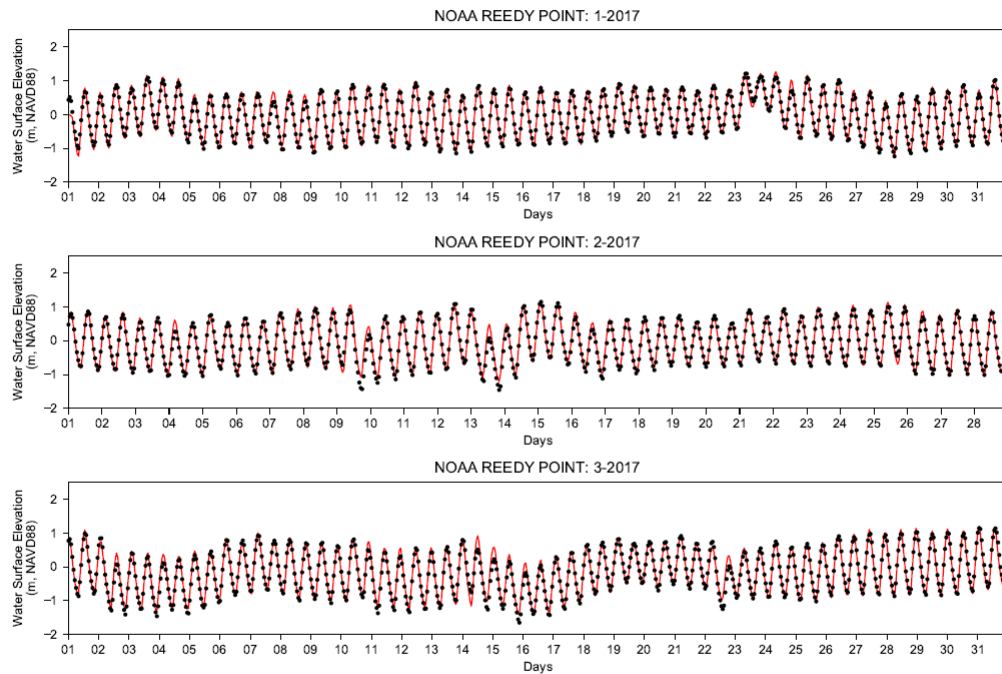 NOAA REEDY POINT: 1-2017
Water Surface Elevation
(m, NAVD88)
2
1
0
−1
−2
01 02 03 04 05 06 07 08 09 10 11 12 13 14 15 16 17 18 19 20 21 22 23 24 25 26 27 28 29 30 31
Days
NOAA REEDY POINT: 2-2017
Water Surface Elevation
(m, NAVD88)
2
1
0
−1
−2
01 02 03 04 05 06 07 08 09 10 11 12 13 14 15 16 17 18 19 20 21 22 23 24 25 26 27 28
Days
NOAA REEDY POINT: 3-2017
Water Surface Elevation
(m, NAVD88)
2
1
0
−1
−2
01 02 03 04 05 06 07 08 09 10 11 12 13 14 15 16 17 18 19 20 21 22 23 24 25 26 27 28 29 30 31
Days